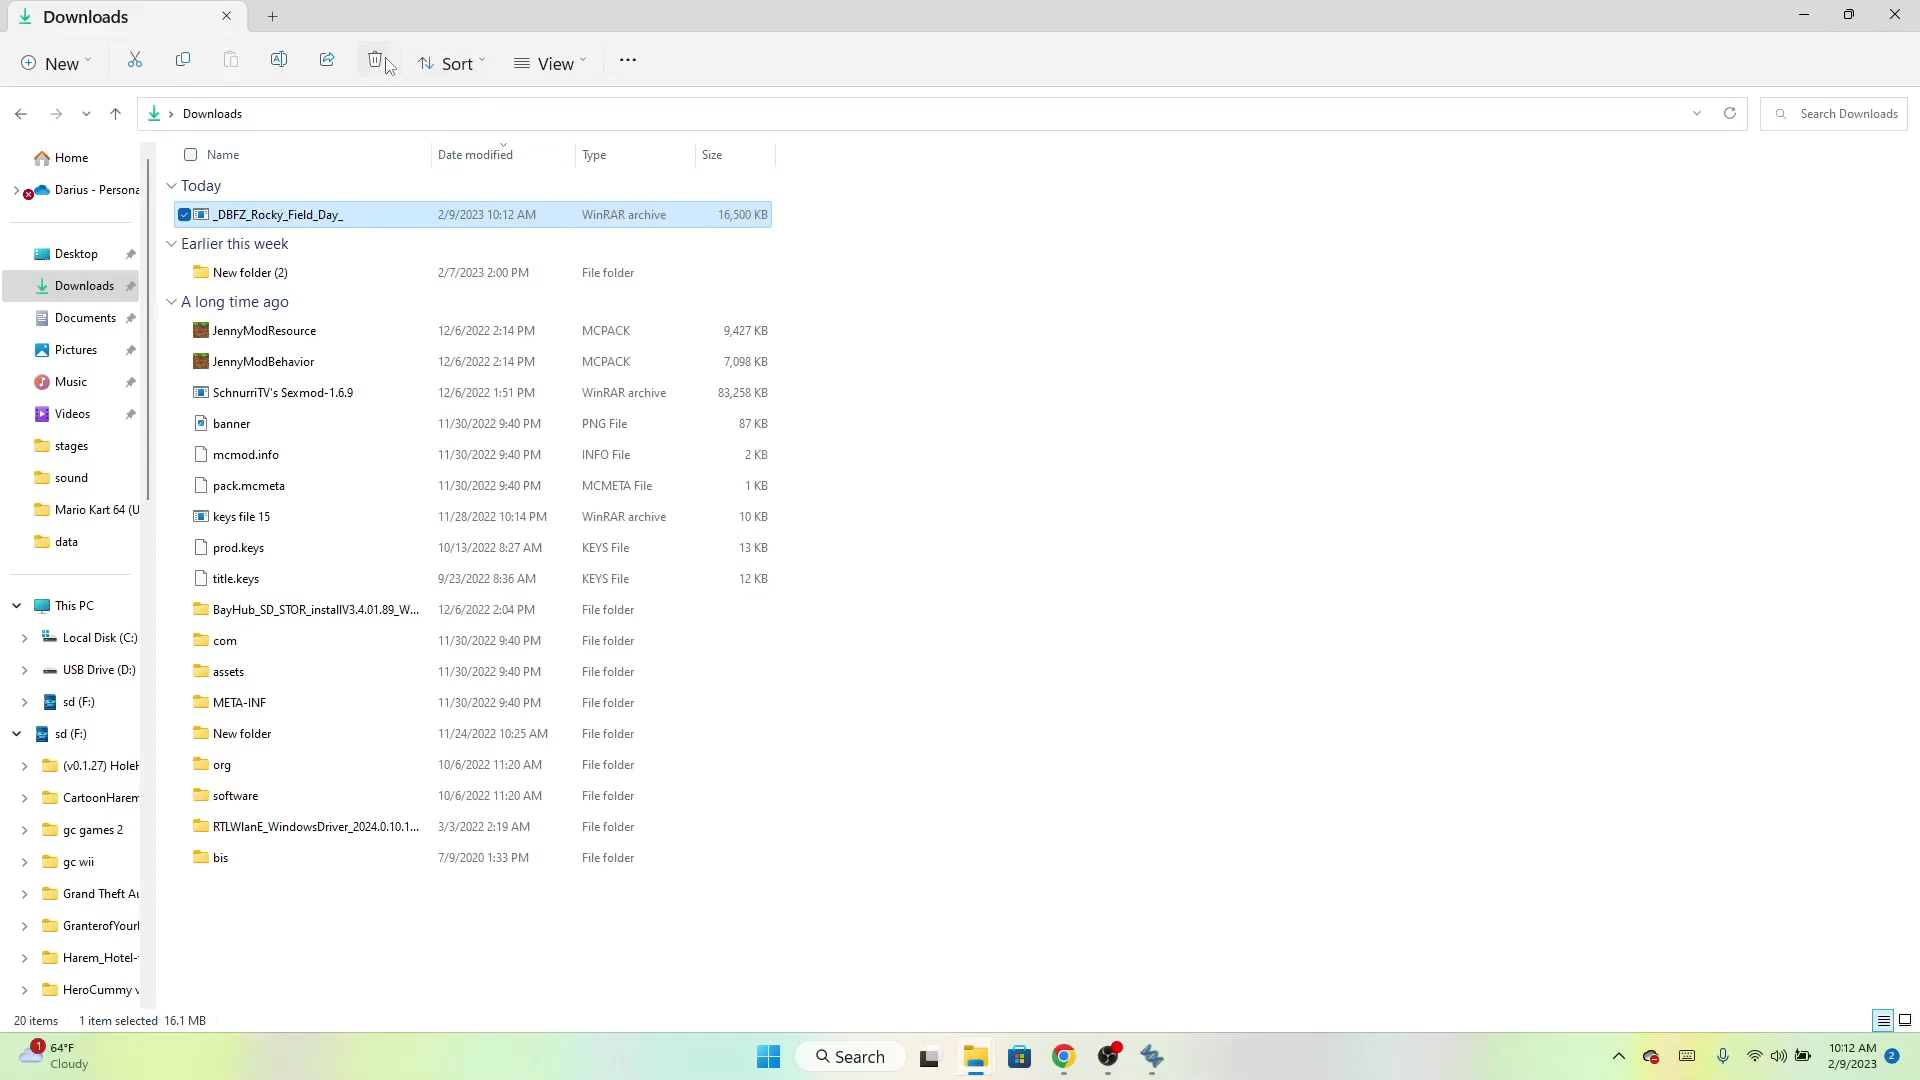 Downloads
New
Sort
View
Downloads
Search Downloads
Name Date modified Type Size
Home
Darius - Persona
Desktop
Downloads
Documents
Pictures
Music
Videos
stages
sound
Mario Kart 64 (U
data
This PC
Local Disk (C:)
USB Drive (D:)
sd (F:)
sd (F:)
(v0.1.27) Hole
CartoonHarem
gc games 2
gc wii
Grand Theft Au
GranterofYour
Harem_Hotel-
HeroCummy v
Today
_DBFZ_Rocky_Field_Day_ 2/9/2023 10:12 AM WinRAR archive 16,500 KB
Earlier this week
New folder (2) 2/7/2023 2:00 PM File folder
A long time ago
JennyModResource 12/6/2022 2:14 PM MCPACK 9,427 KB
JennyModBehavior 12/6/2022 2:14 PM MCPACK 7,098 KB
SchnurriTV's Sexmod-1.6.9 12/6/2022 1:51 PM WinRAR archive 83,258 KB
banner 11/30/2022 9:40 PM PNG File 87 KB
mcmod.info 11/30/2022 9:40 PM INFO File 2 KB
pack.mcmeta 11/30/2022 9:40 PM MCMETA File 1 KB
keys file 15 11/28/2022 10:14 PM WinRAR archive 10 KB
prod.keys 10/13/2022 8:27 AM KEYS File 13 KB
title.keys 9/23/2022 8:36 AM KEYS File 12 KB
BayHub_SD_STOR_installV3.4.01.89_W... 12/6/2022 2:04 PM File folder
com 11/30/2022 9:40 PM File folder
assets 11/30/2022 9:40 PM File folder
META-INF 11/30/2022 9:40 PM File folder
New folder 11/24/2022 10:25 AM File folder
org 10/6/2022 11:20 AM File folder
software 10/6/2022 11:20 AM File folder
RTLWlanE_WindowsDriver_2024.0.10.1... 3/3/2022 2:19 AM File folder
bis 7/9/2020 1:33 PM File folder
20 items 1 item selected 16.1 MB
1
64°F
Cloudy
Search
10:12 AM
2/9/2023
2